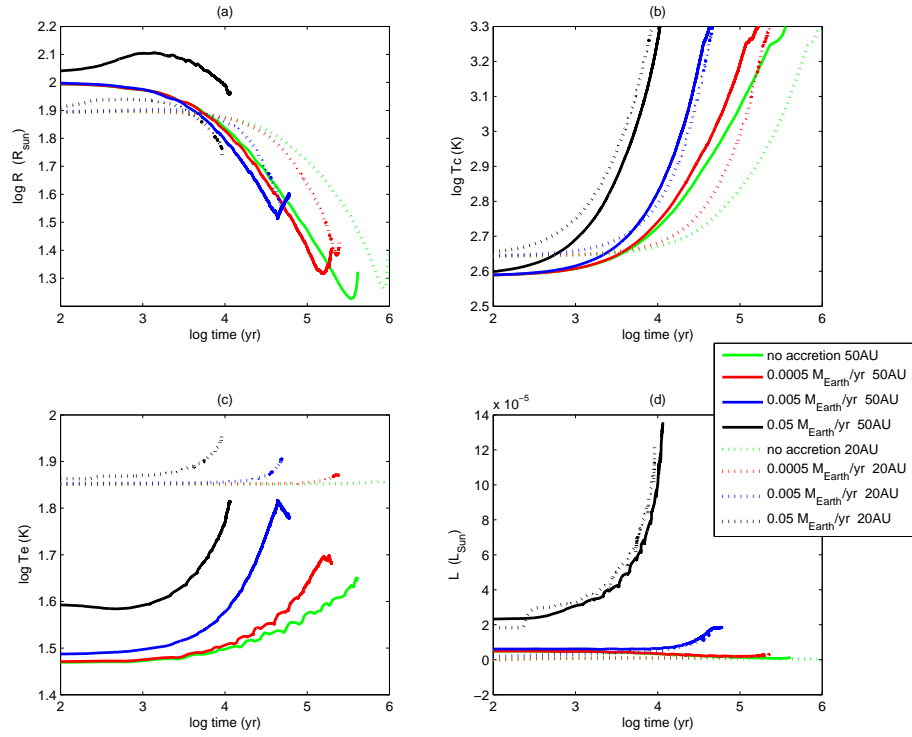 (a)
2.2
2.1
2
1.9
1.8
1.7
1.6
1.5
1.4
1.3
log R (R_sun)
2 3 4 5 6
log time (yr)
(b)
3.3
3.2
3.1
3
2.9
2.8
2.7
2.6
2.5
log Tc (K)
2 3 4 5 6
log time (yr)
(c)
2
1.9
1.8
1.7
1.6
1.5
1.4
log Te (K)
2 3 4 5 6
log time (yr)
(d)
x 10^-5
14
12
10
8
6
4
2
0
−2
L (L_Sun)
2 3 4 5 6
log time (yr)
no accretion 50AU
0.0005 M_Earth/yr 50AU
0.005 M_Earth/yr 50AU
0.05 M_Earth/yr 50AU
no accretion 20AU
0.0005 M_Earth/yr 20AU
0.005 M_Earth/yr 20AU
0.05 M_Earth/yr 20AU